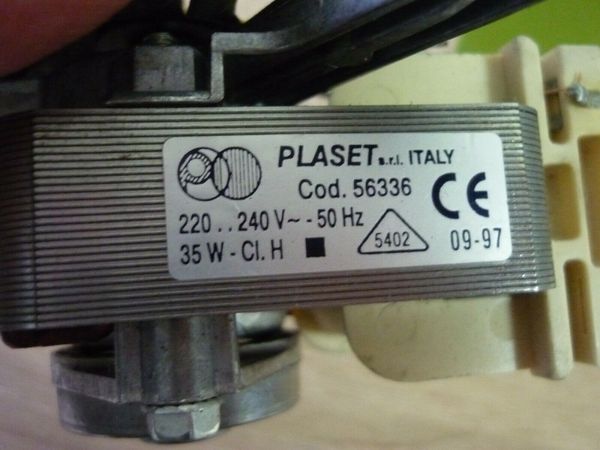 PLASET s.r.l. ITALY
Cod. 56336
CE
220 . . 240 V~ - 50 Hz
35 W - Cl. H
5402
09-97